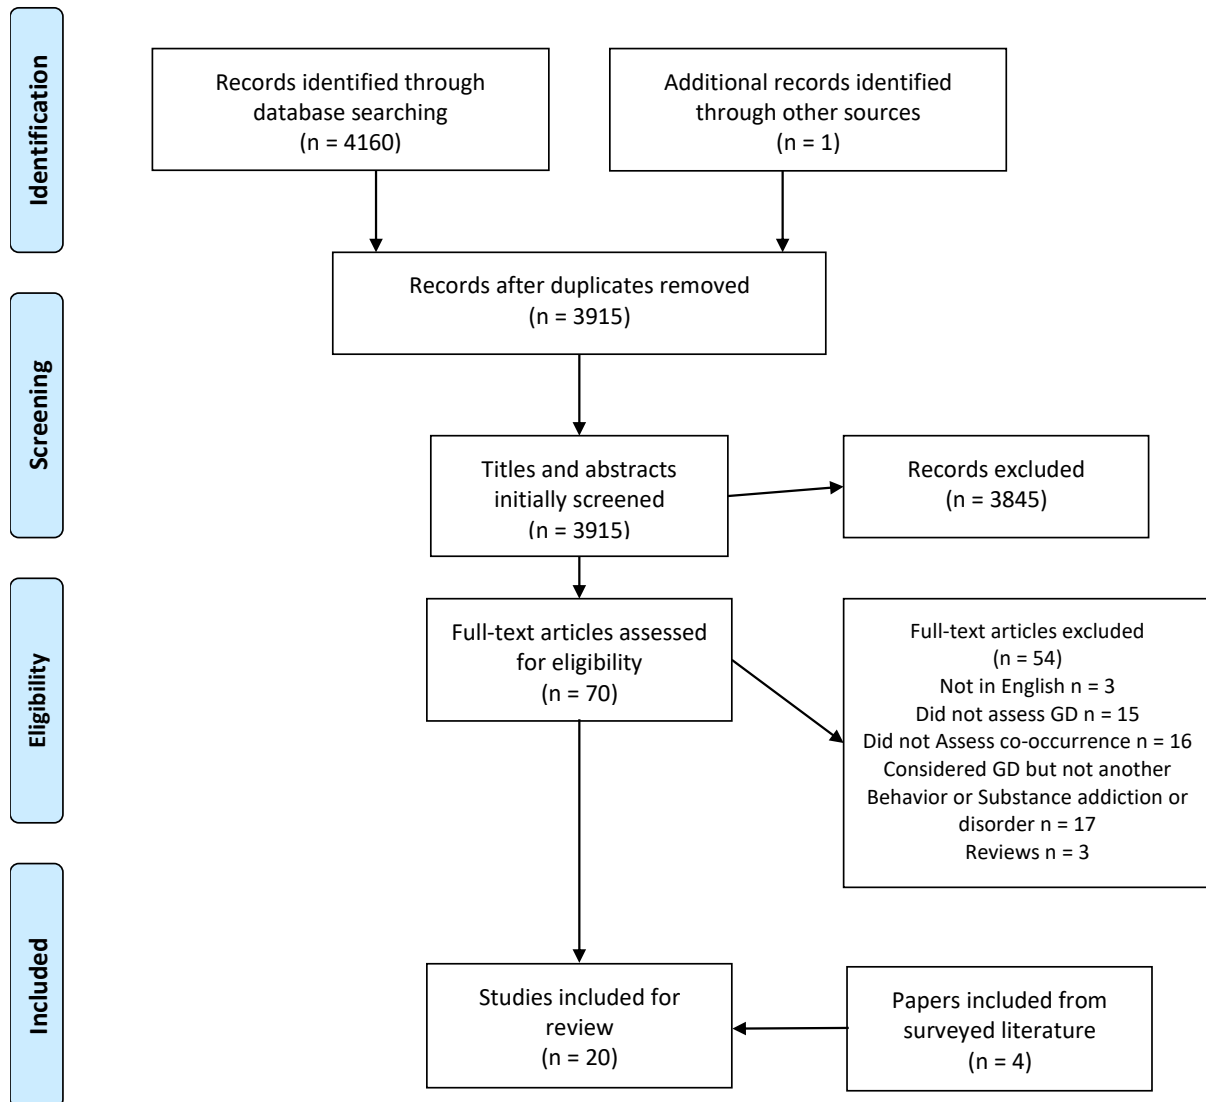 Identification
Records identified through
database searching
(n = 4160)
Additional records identified
through other sources
(n = 1)
Records after duplicates removed
(n = 3915)
Screening
Titles and abstracts
initially screened
(n = 3915)
Records excluded
(n = 3845)
Eligibility
Full-text articles assessed
for eligibility
(n = 70)
Full-text articles excluded
(n = 54)
Not in English n = 3
Did not assess GD n = 15
Did not Assess co-occurrence n = 16
Considered GD but not another
Behavior or Substance addiction or
disorder n = 17
Reviews n = 3
Included
Studies included for
review
(n = 20)
Papers included from
surveyed literature
(n = 4)